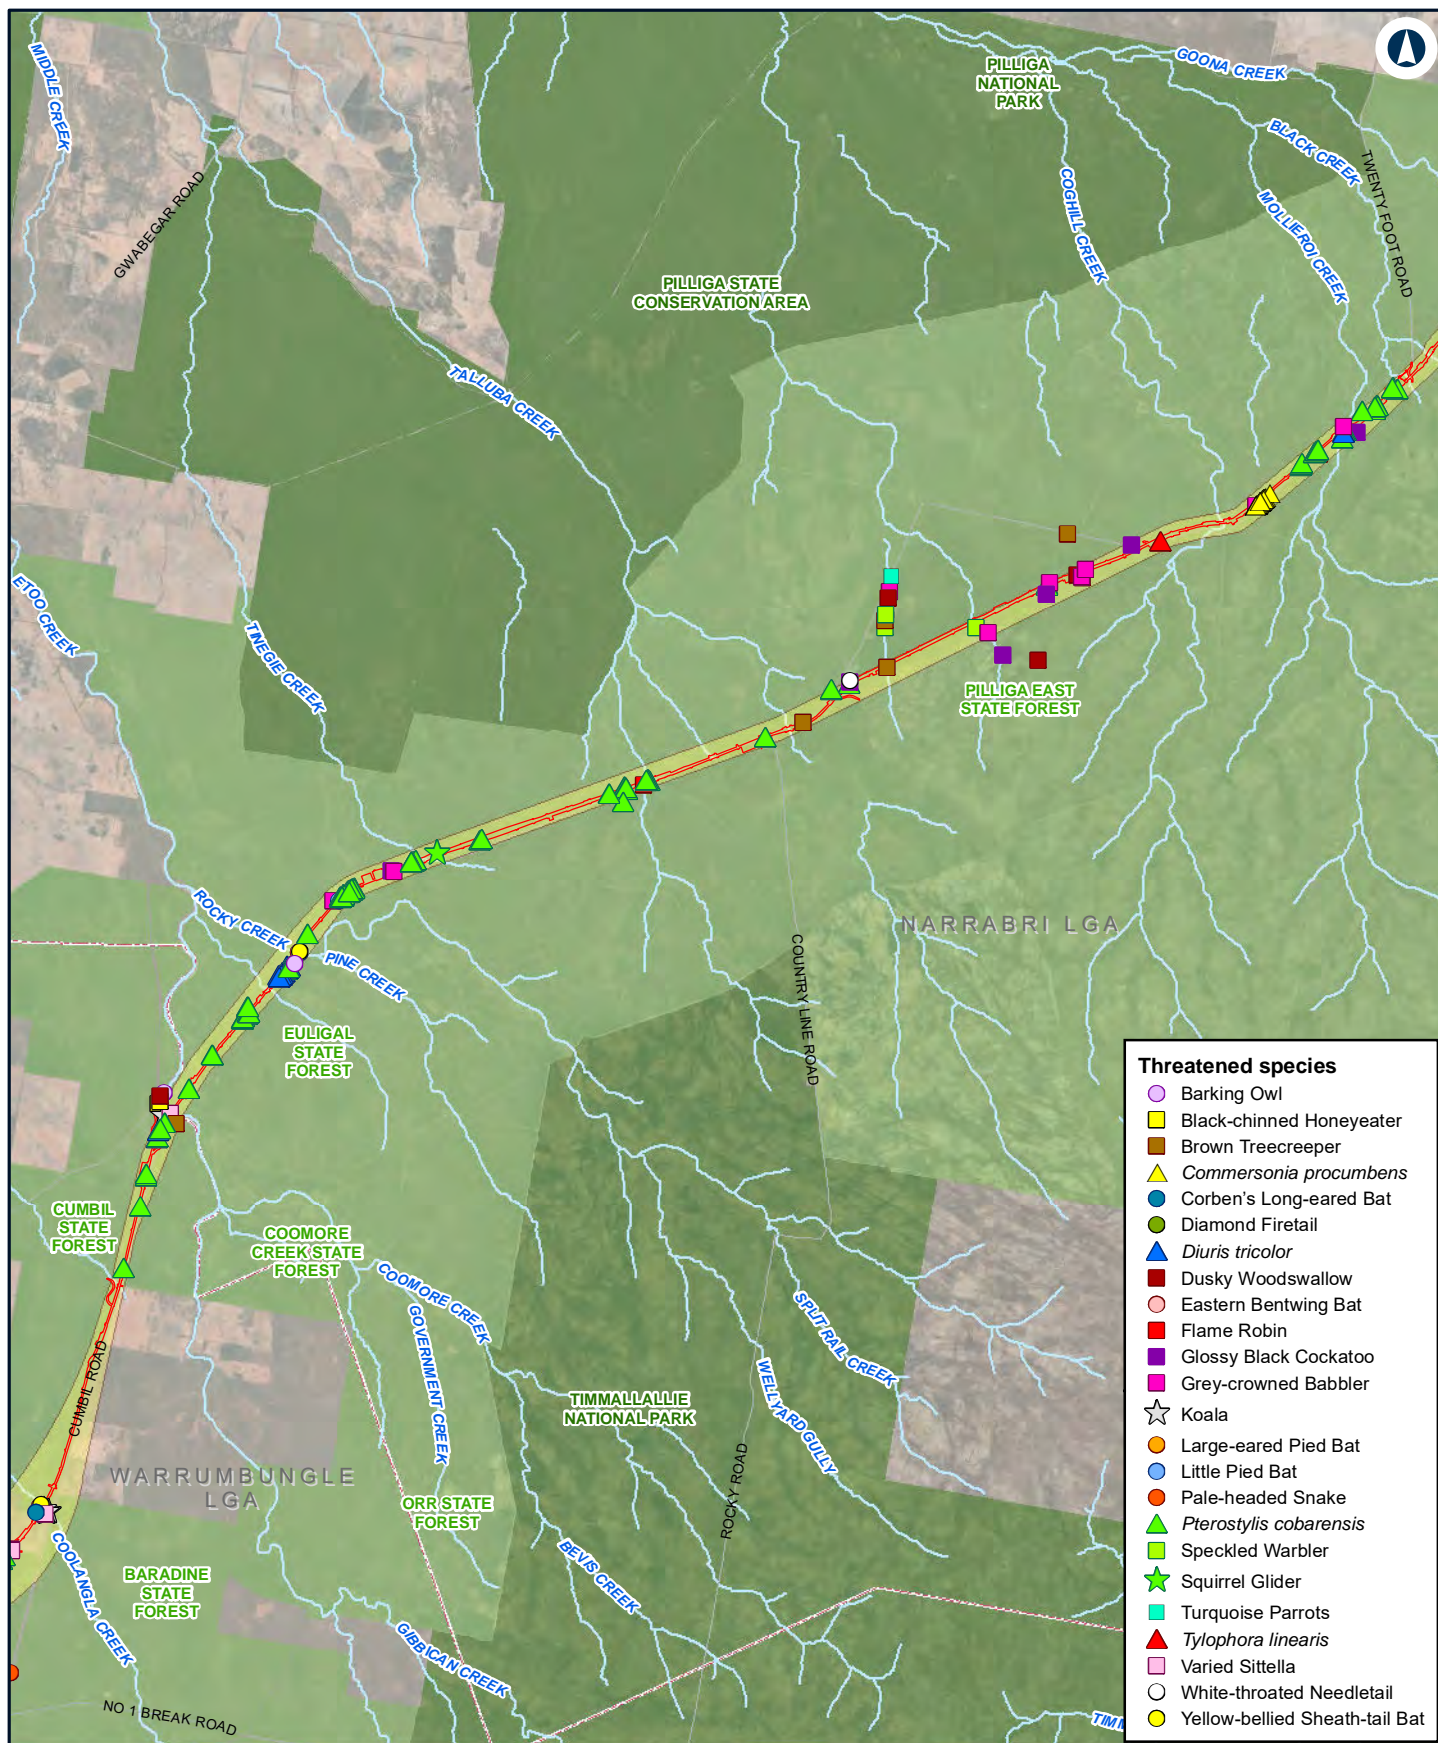 MIDDLE CREEK
GOONA CREEK
PILLIGA
NATIONAL
PARK
BLACK CREEK
TWENTY FOOT ROAD
COGHILL CREEK
MOLLIEROI CREEK
GWABEGAR ROAD
PILLIGA STATE
CONSERVATION AREA
TALLUBA CREEK
ETOO CREEK
TINEGIE CREEK
PILLIGA EAST
STATE FOREST
ROCKY CREEK
NARRABRI LGA
PINE CREEK
COUNTRY LINE ROAD
EULIGAL
STATE
FOREST
CUMBIL
STATE
FOREST
COOMORE
CREEK STATE
FOREST
COOMORE CREEK
GOVERNMENT CREEK
SPLIT RAIL CREEK
CUMBIL ROAD
WELLYARD GULLY
TIMMALLALLIE
NATIONAL PARK
ROCKY ROAD
WARRUMBUNGLE
LGA
ORR STATE
FOREST
COOLANGLA CREEK
BARADINE
STATE
FOREST
BEVIS CREEK
GIBBICAN CREEK
NO 1 BREAK ROAD
TIMM
Threatened species
Barking Owl
Black-chinned Honeyeater
Brown Treecreeper
Commersonia procumbens
Corben's Long-eared Bat
Diamond Firetail
Diuris tricolor
Dusky Woodswallow
Eastern Bentwing Bat
Flame Robin
Glossy Black Cockatoo
Grey-crowned Babbler
Koala
Large-eared Pied Bat
Little Pied Bat
Pale-headed Snake
Pterostylis cobarensis
Speckled Warbler
Squirrel Glider
Turquoise Parrots
Tylophora linearis
Varied Sittella
White-throated Needletail
Yellow-bellied Sheath-tail Bat